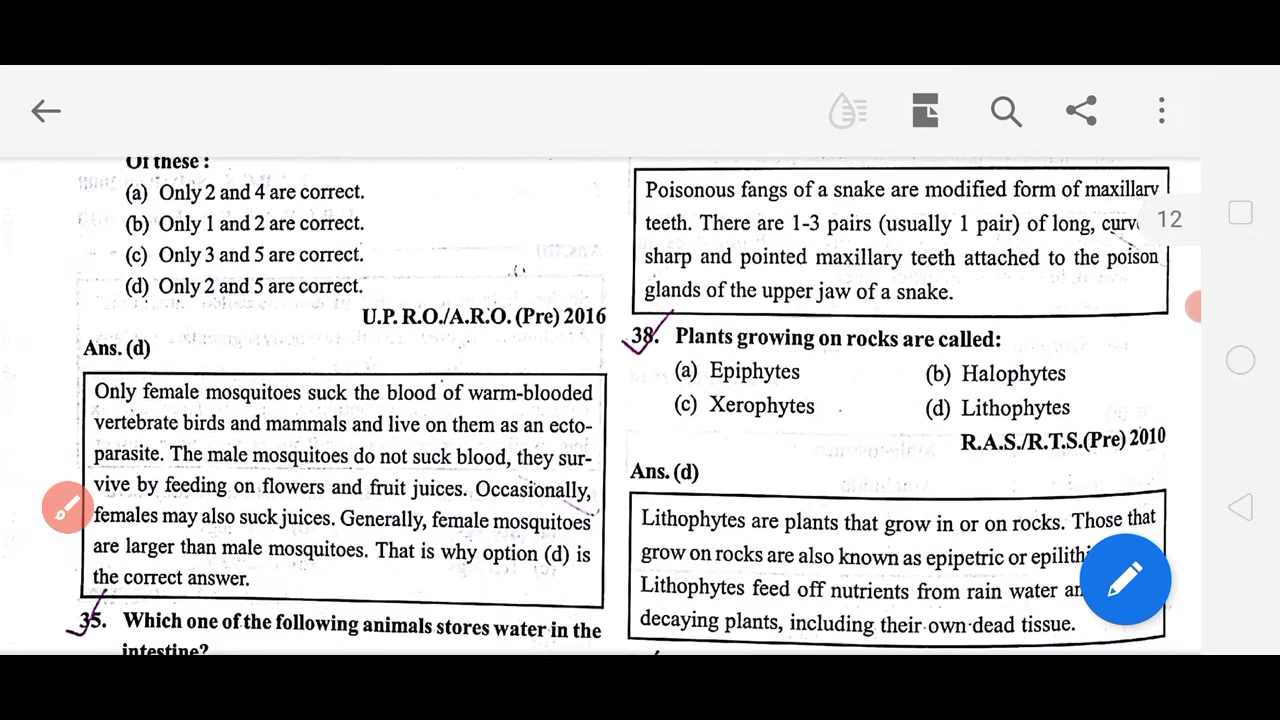 12
Of these :
(a) Only 2 and 4 are correct.
(b) Only 1 and 2 are correct.
(c) Only 3 and 5 are correct.
(d) Only 2 and 5 are correct.
U.P. R.O./A.R.O. (Pre) 2016
Ans. (d)
Only female mosquitoes suck the blood of warm-blooded
vertebrate birds and mammals and live on them as an ecto-
parasite. The male mosquitoes do not suck blood, they sur-
vive by feeding on flowers and fruit juices. Occasionally,
females may also suck juices. Generally, female mosquitoes
are larger than male mosquitoes. That is why option (d) is
the correct answer.
35. Which one of the following animals stores water in the
intestine?
Poisonous fangs of a snake are modified form of maxillary
teeth. There are 1-3 pairs (usually 1 pair) of long,
sharp and pointed maxillary teeth attached to the poison
glands of the upper jaw of a snake.
38. Plants growing on rocks are called:
(a) Epiphytes (b) Halophytes
(c) Xerophytes (d) Lithophytes
R.A.S./R.T.S.(Pre) 2010
Ans. (d)
Lithophytes are plants that grow in or on rocks. Those that
grow on rocks are also known as epipetric or
Lithophytes feed off nutrients from rain water
decaying plants, including their own dead tissue.